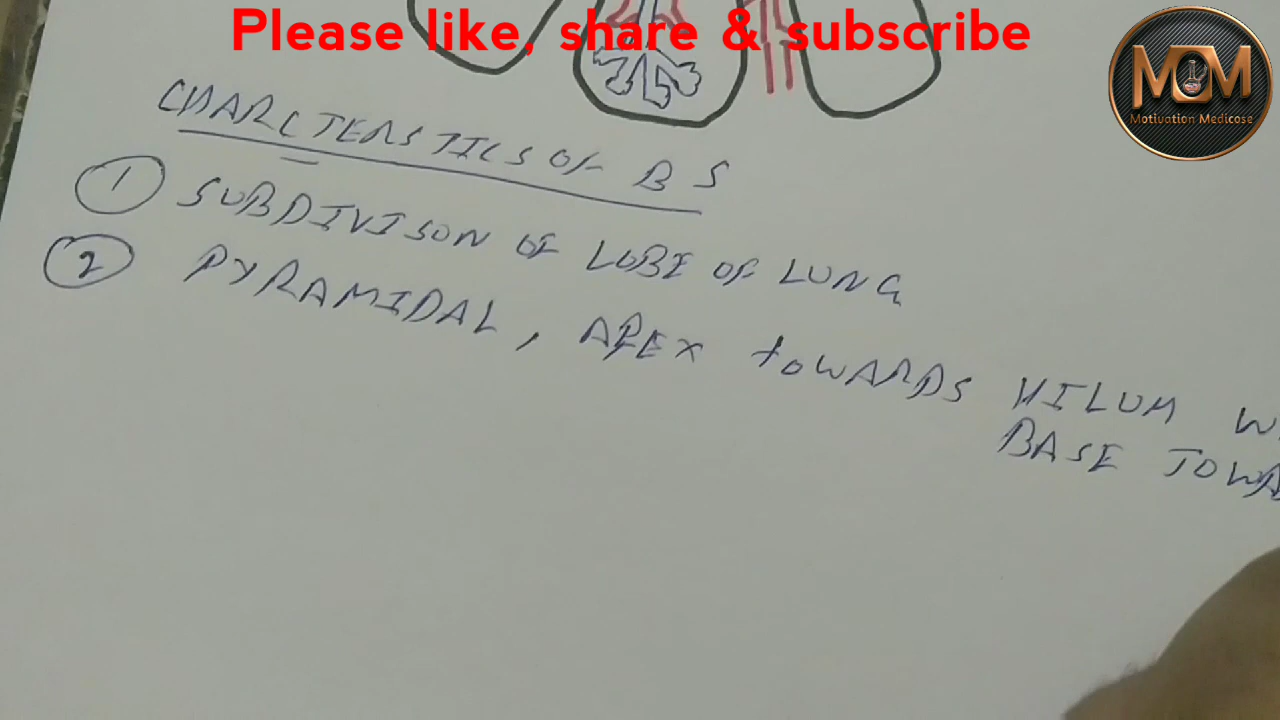 Please like, share & subscribe
MOM
Motivation Medicose
CHARCTERSTICS OF B S
1 SUBDIVISON OF LOBE OF LUNG
2 PYRAMIDAL, APEX TOWARDS HILUM
BASE